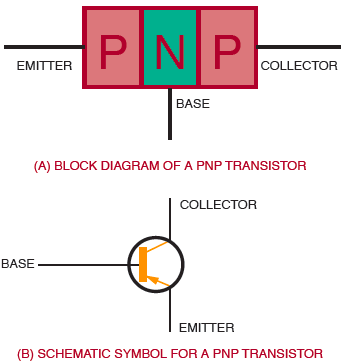 P N P
EMITTER COLLECTOR
BASE
(A) BLOCK DIAGRAM OF A PNP TRANSISTOR
COLLECTOR
BASE
EMITTER
(B) SCHEMATIC SYMBOL FOR A PNP TRANSISTOR